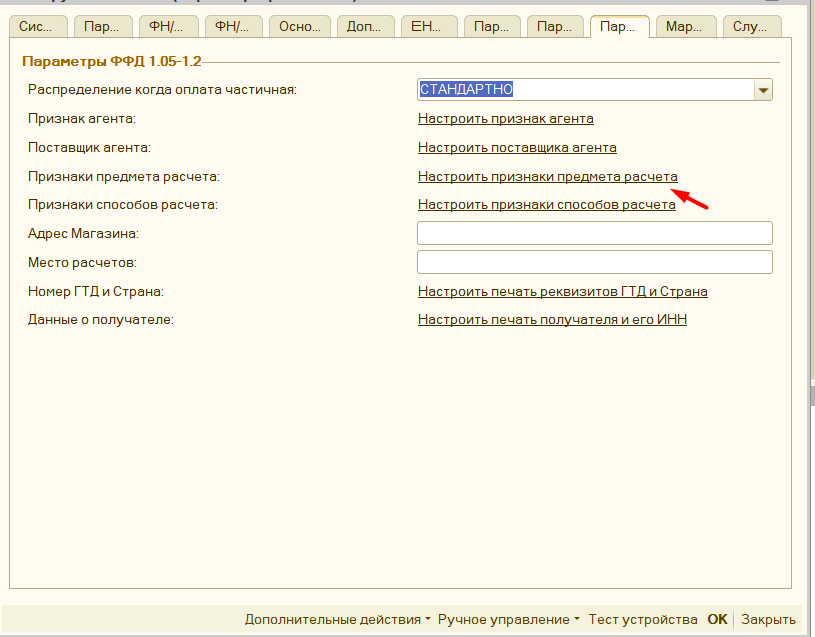 Сис... Пар... ФН/... ФН/... Осно... Доп... ЕН... Пар... Пар... Пар... Мар... Слу...
Параметры ФФД 1.05-1.2
Распределение когда оплата частичная: СТАНДАРТНО
Признак агента: Настроить признак агента
Поставщик агента: Настроить поставщика агента
Признаки предмета расчета: Настроить признаки предмета расчета
Признаки способов расчета: Настроить признаки способов расчета
Адрес Магазина:
Место расчетов:
Номер ГТД и Страна: Настроить печать реквизитов ГТД и Страна
Данные о получателе: Настроить печать получателя и его ИНН
Дополнительные действия Ручное управление Тест устройства OK Закрыть